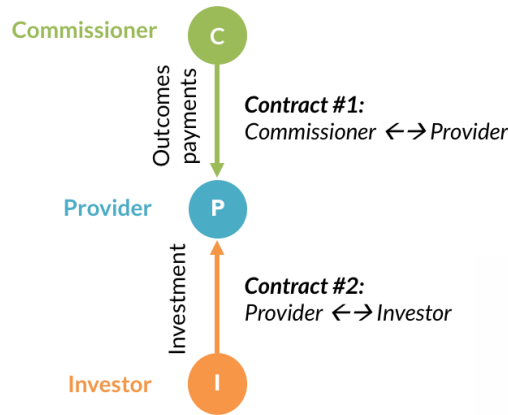 Commissioner
C
Outcomes
payments
Contract #1:
Commissioner ←→ Provider
Provider
P
Investment
Contract #2:
Provider ←→ Investor
Investor
I